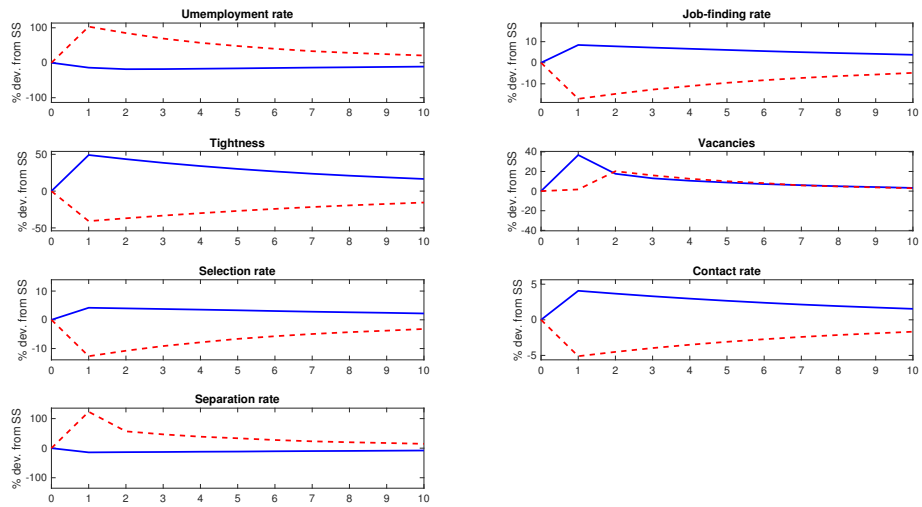 Umemployment rate
% dev. from SS
100
0
-100
0 1 2 3 4 5 6 7 8 9 10
Job-finding rate
% dev. from SS
10
0
-10
0 1 2 3 4 5 6 7 8 9 10
Tightness
% dev. from SS
50
0
-50
0 1 2 3 4 5 6 7 8 9 10
Vacancies
% dev. from SS
40
20
0
-20
-40
0 1 2 3 4 5 6 7 8 9 10
Selection rate
% dev. from SS
10
0
-10
0 1 2 3 4 5 6 7 8 9 10
Contact rate
% dev. from SS
5
0
-5
0 1 2 3 4 5 6 7 8 9 10
Separation rate
% dev. from SS
100
0
-100
0 1 2 3 4 5 6 7 8 9 10